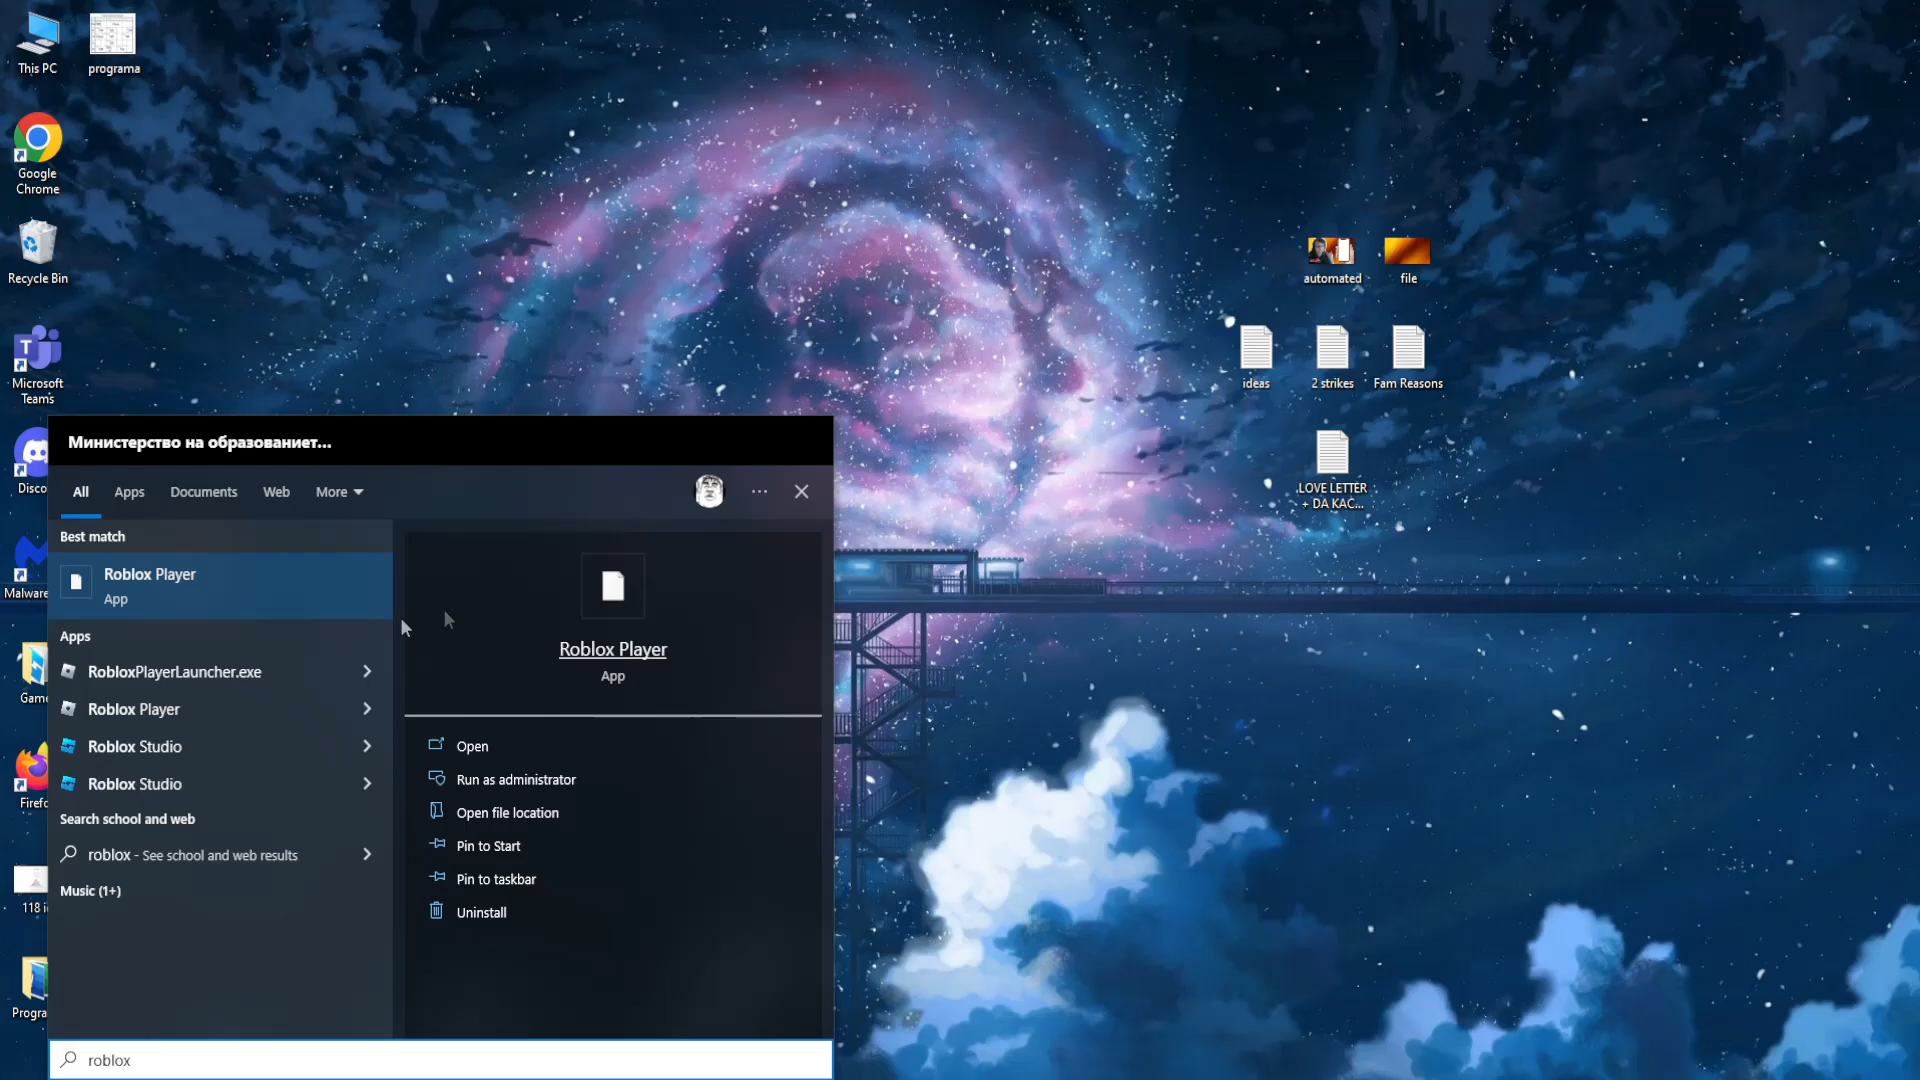 This PC
programa
Google
Chrome
Recycle Bin
Microsoft
Teams
Disco
Malware
Game
Firefo
118 i
Progra
automated
file
ideas
2 strikes
Fam Reasons
LOVE LETTER
+ DA KAC...
Министерство на образованиет...
All
Apps
Documents
Web
More
Best match
Roblox Player
App
Apps
RobloxPlayerLauncher.exe
Roblox Player
Roblox Studio
Roblox Studio
Search school and web
roblox - See school and web results
Music (1+)
Roblox Player
App
Open
Run as administrator
Open file location
Pin to Start
Pin to taskbar
Uninstall
roblox